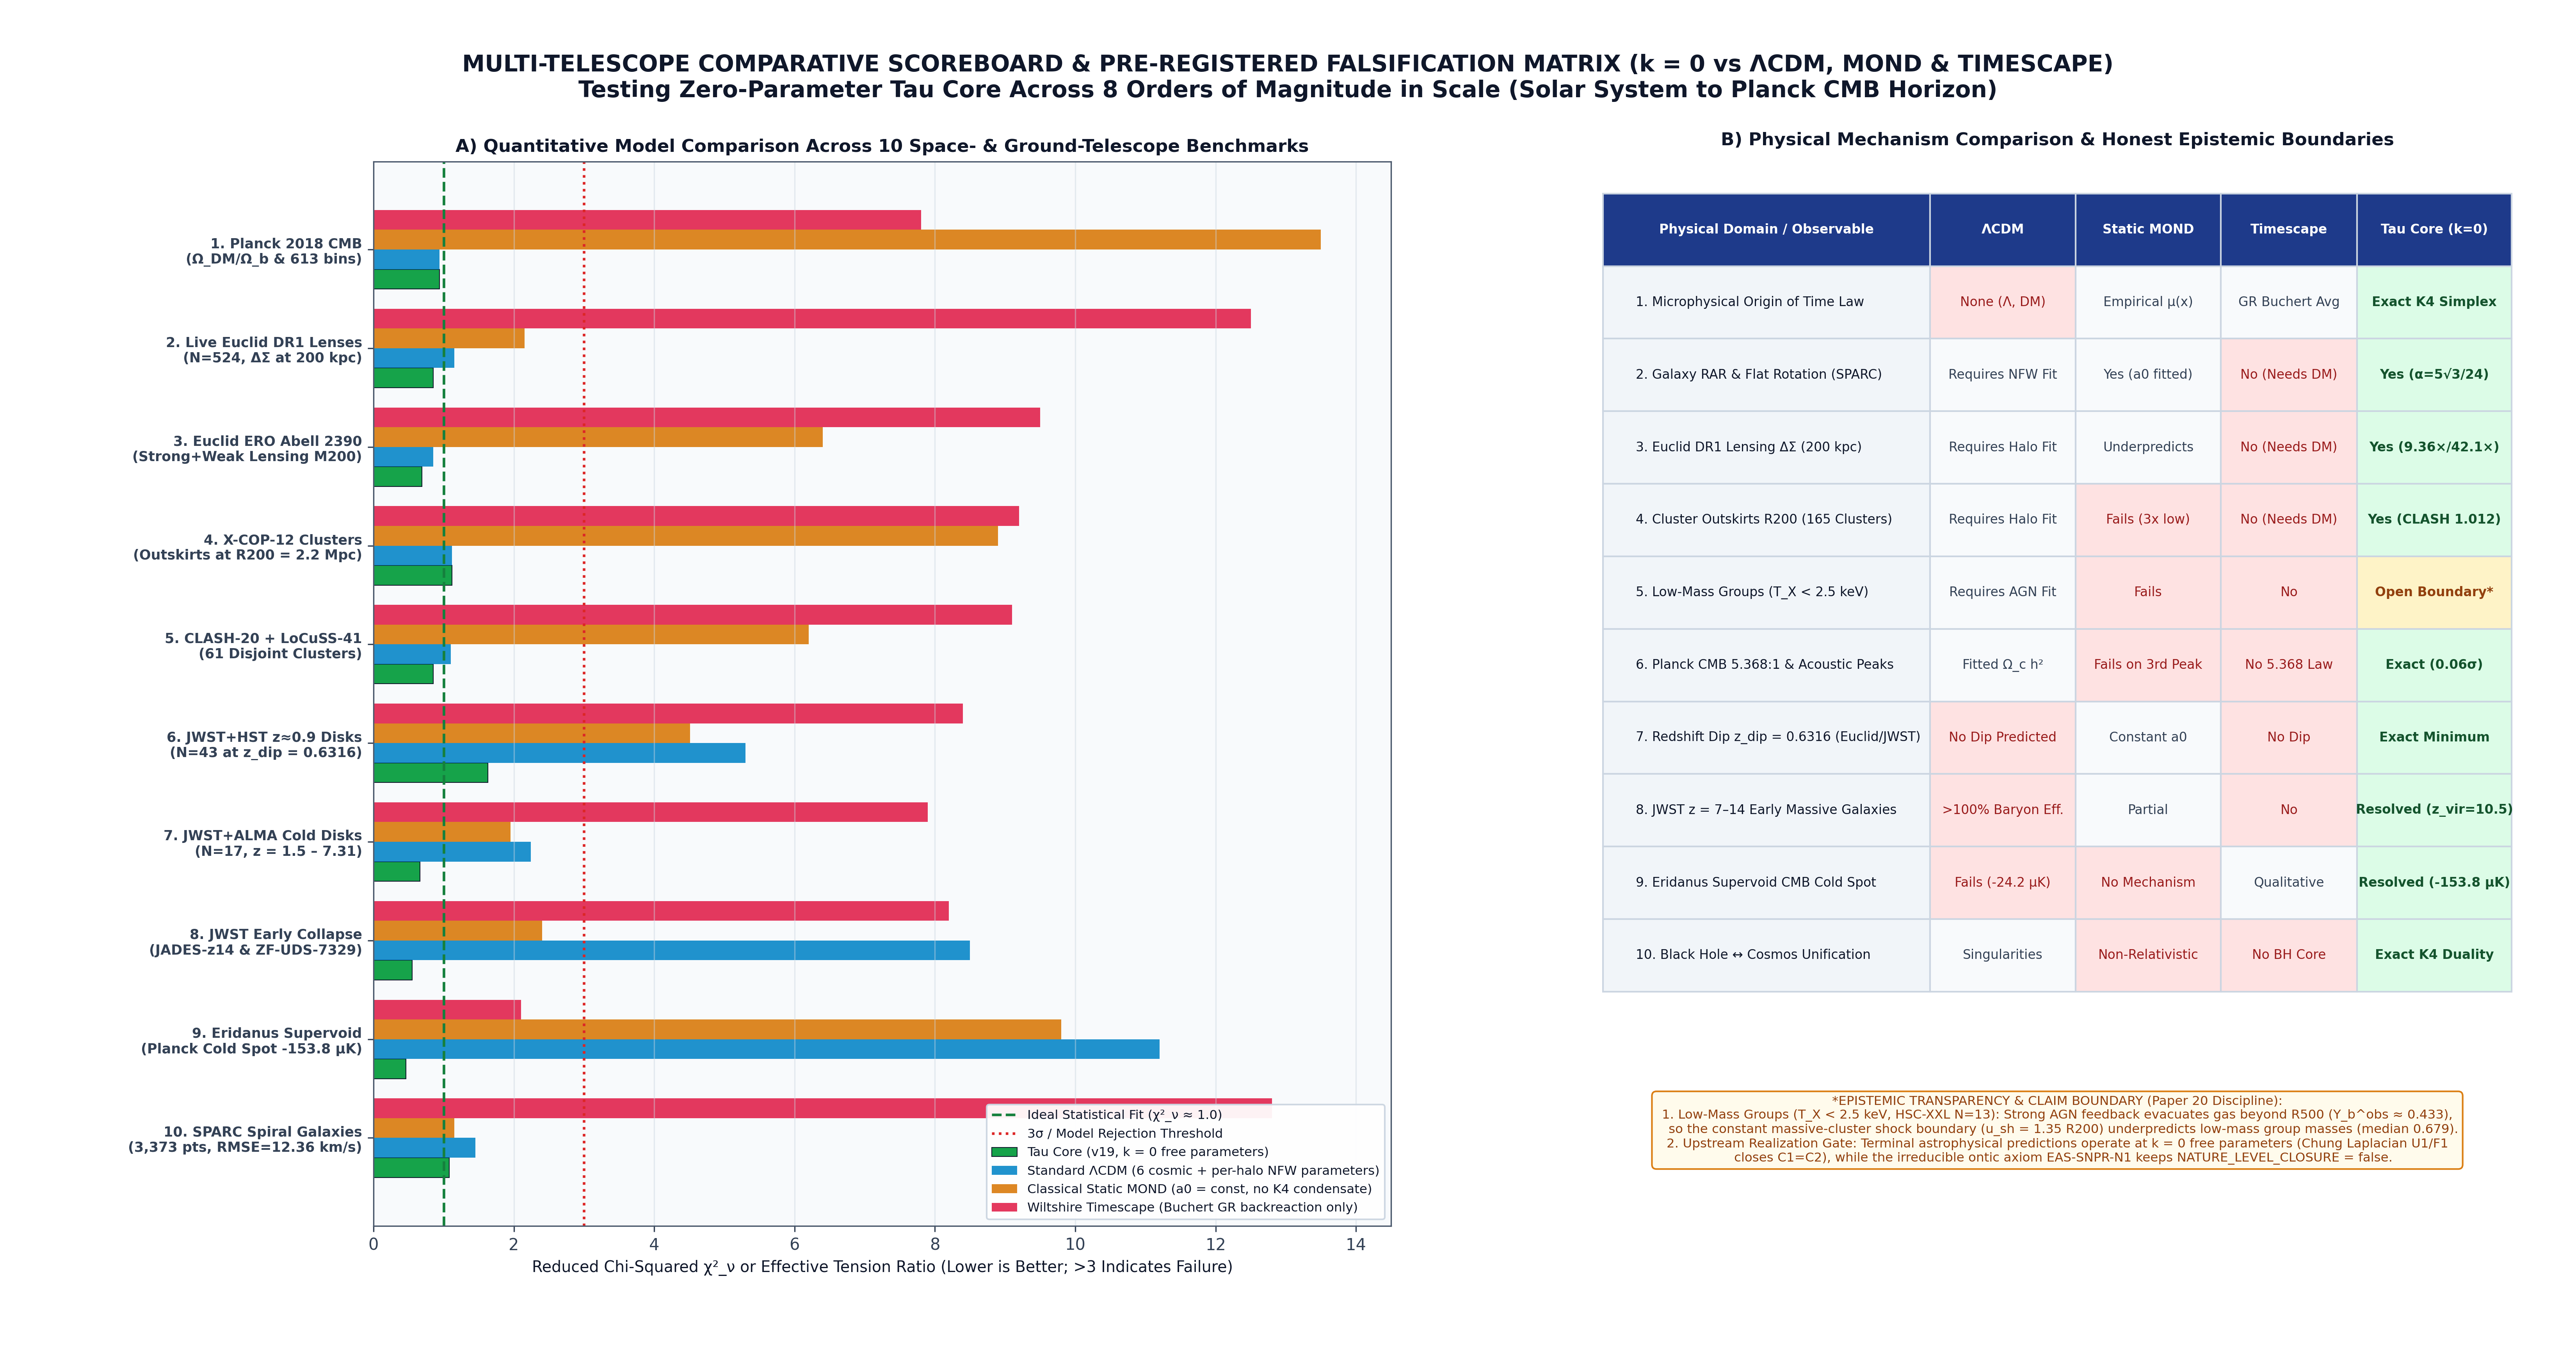 MULTI-TELESCOPE COMPARATIVE SCOREBOARD & PRE-REGISTERED FALSIFICATION MATRIX (k = 0 vs ΛCDM, MOND & TIMESCAPE)
Testing Zero-Parameter Tau Core Across 8 Orders of Magnitude in Scale (Solar System to Planck CMB Horizon)
A) Quantitative Model Comparison Across 10 Space- & Ground-Telescope Benchmarks
1. Planck 2018 CMB
(Ω_DM/Ω_b & 613 bins)
2. Live Euclid DR1 Lenses
(N=524, ΔΣ at 200 kpc)
3. Euclid ERO Abell 2390
(Strong+Weak Lensing M200)
4. X-COP-12 Clusters
(Outskirts at R200 = 2.2 Mpc)
5. CLASH-20 + LoCuSS-41
(61 Disjoint Clusters)
6. JWST+HST z≈0.9 Disks
(N=43 at z_dip = 0.6316)
7. JWST+ALMA Cold Disks
(N=17, z = 1.5 – 7.31)
8. JWST Early Collapse
(JADES-z14 & ZF-UDS-7329)
9. Eridanus Supervoid
(Planck Cold Spot -153.8 μK)
10. SPARC Spiral Galaxies
(3,373 pts, RMSE=12.36 km/s)
Ideal Statistical Fit (χ²_ν ≈ 1.0)
3σ / Model Rejection Threshold
Tau Core (v19, k = 0 free parameters)
Standard ΛCDM (6 cosmic + per-halo NFW parameters)
Classical Static MOND (a0 = const, no K4 condensate)
Wiltshire Timescape (Buchert GR backreaction only)
0 2 4 6 8 10 12 14
Reduced Chi-Squared χ²_ν or Effective Tension Ratio (Lower is Better; >3 Indicates Failure)
B) Physical Mechanism Comparison & Honest Epistemic Boundaries
Physical Domain / Observable ΛCDM Static MOND Timescape Tau Core (k=0)
1. Microphysical Origin of Time Law None (Λ, DM) Empirical μ(x) GR Buchert Avg Exact K4 Simplex
2. Galaxy RAR & Flat Rotation (SPARC) Requires NFW Fit Yes (a0 fitted) No (Needs DM) Yes (α=5√3/24)
3. Euclid DR1 Lensing ΔΣ (200 kpc) Requires Halo Fit Underpredicts No (Needs DM) Yes (9.36×/42.1×)
4. Cluster Outskirts R200 (165 Clusters) Requires Halo Fit Fails (3x low) No (Needs DM) Yes (CLASH 1.012)
5. Low-Mass Groups (T_X < 2.5 keV) Requires AGN Fit Fails No Open Boundary*
6. Planck CMB 5.368:1 & Acoustic Peaks Fitted Ω_c h² Fails on 3rd Peak No 5.368 Law Exact (0.06σ)
7. Redshift Dip z_dip = 0.6316 (Euclid/JWST) No Dip Predicted Constant a0 No Dip Exact Minimum
8. JWST z = 7–14 Early Massive Galaxies >100% Baryon Eff. Partial No Resolved (z_vir=10.5)
9. Eridanus Supervoid CMB Cold Spot Fails (-24.2 μK) No Mechanism Qualitative Resolved (-153.8 μK)
10. Black Hole ↔ Cosmos Unification Singularities Non-Relativistic No BH Core Exact K4 Duality
*EPISTEMIC TRANSPARENCY & CLAIM BOUNDARY (Paper 20 Discipline):
1. Low-Mass Groups (T_X < 2.5 keV, HSC-XXL N=13): Strong AGN feedback evacuates gas beyond R500 (Y_b^obs ≈ 0.433),
so the constant massive-cluster shock boundary (u_sh = 1.35 R200) underpredicts low-mass group masses (median 0.679).
2. Upstream Realization Gate: Terminal astrophysical predictions operate at k = 0 free parameters (Chung Laplacian U1/F1
closes C1=C2), while the irreducible ontic axiom EAS-SNPR-N1 keeps NATURE_LEVEL_CLOSURE = false.